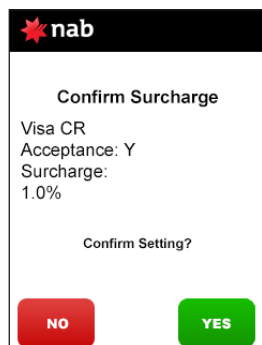 nab
Confirm Surcharge
Visa CR
Acceptance: Y
Surcharge:
1.0%
Confirm Setting?
NO
YES